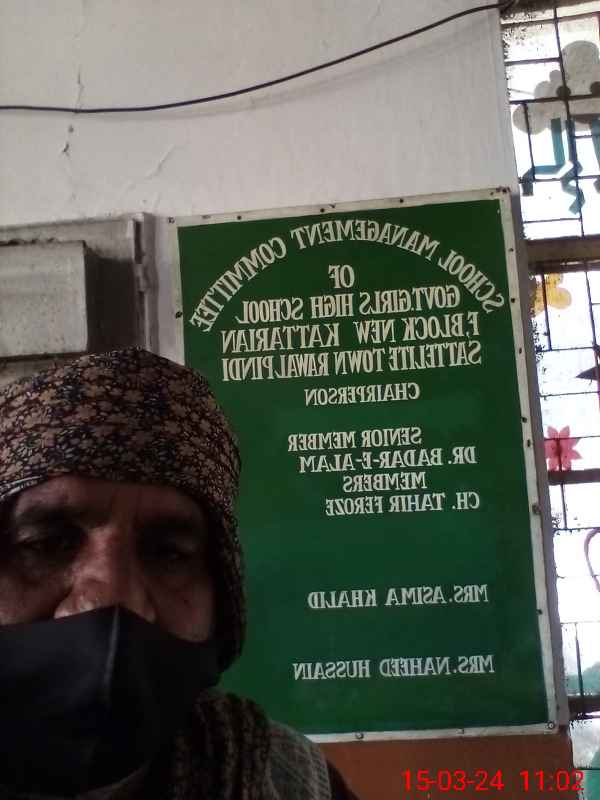 SCHOOL MANAGEMENT COMMITTEE
OF
GOVT.GIRLS HIGH SCHOOL
F.BLOCK NEW KATTARIAN
SATTELITE TOWN RAWALPINDI
CHAIRPERSON
SENIOR MEMBER
DR. BADAR-E-ALAM
MEMBERS
CH. TAHIR FEROZE
MRS. ASIMA KHALID
MRS. NAHEED HUSSAIN
15-03-24 11:02